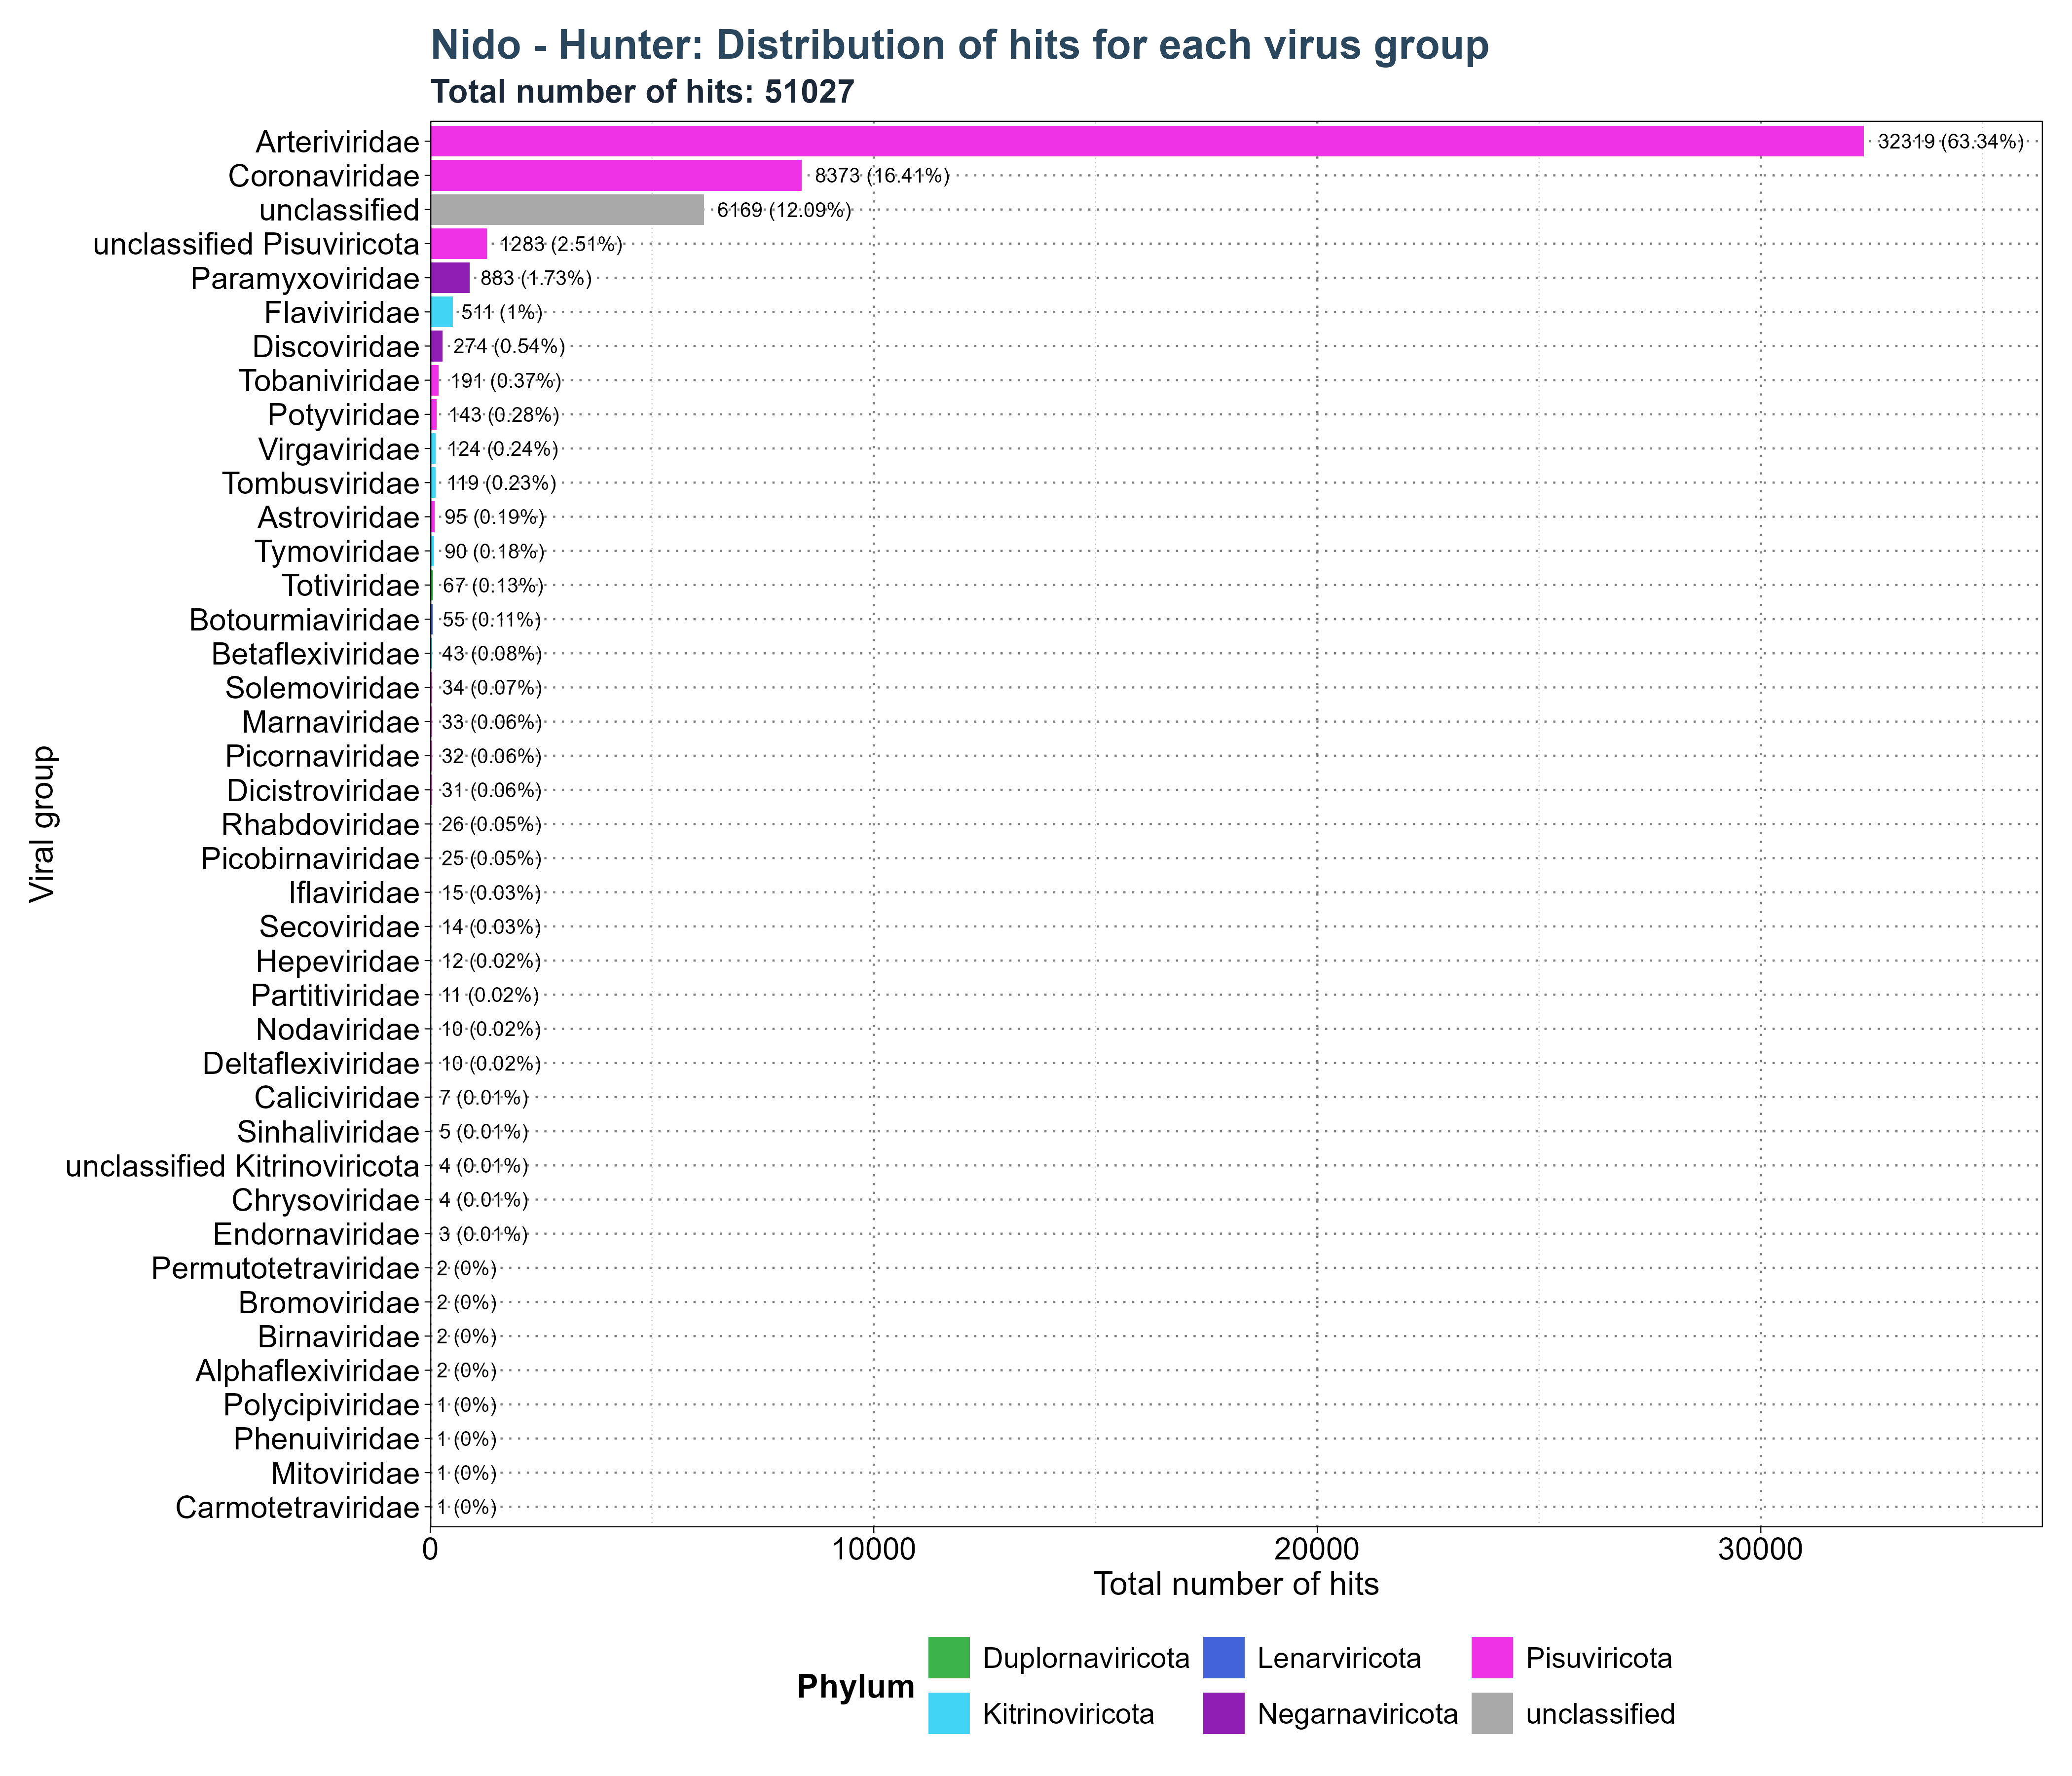 Nido - Hunter: Distribution of hits for each virus group
Total number of hits: 51027
Viral group
Arteriviridae 32319 (63.34%)
Coronaviridae 8373 (16.41%)
unclassified 6169 (12.09%)
unclassified Pisuviricota 1283 (2.51%)
Paramyxoviridae 883 (1.73%)
Flaviviridae 511 (1%)
Discoviridae 274 (0.54%)
Tobaniviridae 191 (0.37%)
Potyviridae 143 (0.28%)
Virgaviridae 124 (0.24%)
Tombusviridae 119 (0.23%)
Astroviridae 95 (0.19%)
Tymoviridae 90 (0.18%)
Totiviridae 67 (0.13%)
Botourmiaviridae 55 (0.11%)
Betaflexiviridae 43 (0.08%)
Solemoviridae 34 (0.07%)
Marnaviridae 33 (0.06%)
Picornaviridae 32 (0.06%)
Dicistroviridae 31 (0.06%)
Rhabdoviridae 26 (0.05%)
Picobirnaviridae 25 (0.05%)
Iflaviridae 15 (0.03%)
Secoviridae 14 (0.03%)
Hepeviridae 12 (0.02%)
Partitiviridae 11 (0.02%)
Nodaviridae 10 (0.02%)
Deltaflexiviridae 10 (0.02%)
Caliciviridae 7 (0.01%)
Sinhaliviridae 5 (0.01%)
unclassified Kitrinoviricota 4 (0.01%)
Chrysoviridae 4 (0.01%)
Endornaviridae 3 (0.01%)
Permutotetraviridae 2 (0%)
Bromoviridae 2 (0%)
Birnaviridae 2 (0%)
Alphaflexiviridae 2 (0%)
Polycipiviridae 1 (0%)
Phenuiviridae 1 (0%)
Mitoviridae 1 (0%)
Carmotetraviridae 1 (0%)
0 10000 20000 30000
Total number of hits
Phylum
Duplornaviricota Lenarviricota Pisuviricota
Kitrinoviricota Negarnaviricota unclassified